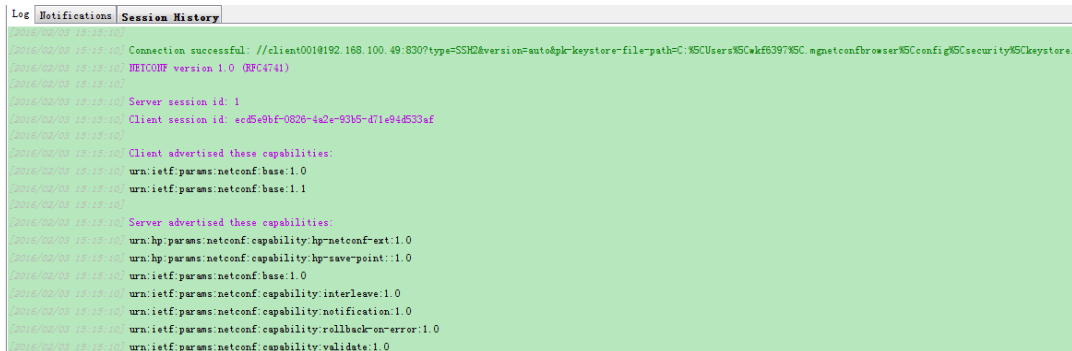 Log Notifications Session History
[2016/02/03 15:15:10]
[2016/02/03 15:15:10] Connection successful: //client001@192.168.100.49:830?type=SSH2&version=auto&pk-keystore-file-path=C:%5CUsers%5Cwkf6397%5C.mgnetconfbrowser%5Cconfig%5Csecurity%5Ckeystore.
[2016/02/03 15:15:10] NETCONF version 1.0 (RFC4741)
[2016/02/03 15:15:10]
[2016/02/03 15:15:10] Server session id: 1
[2016/02/03 15:15:10] Client session id: ecd5e9bf-0826-4a2e-93b5-d71e94d533af
[2016/02/03 15:15:10]
[2016/02/03 15:15:10] Client advertised these capabilities:
[2016/02/03 15:15:10] urn:ietf:params:netconf:base:1.0
[2016/02/03 15:15:10] urn:ietf:params:netconf:base:1.1
[2016/02/03 15:15:10]
[2016/02/03 15:15:10] Server advertised these capabilities:
[2016/02/03 15:15:10] urn:hp:params:netconf:capability:hp-netconf-ext:1.0
[2016/02/03 15:15:10] urn:hp:params:netconf:capability:hp-save-point::1.0
[2016/02/03 15:15:10] urn:ietf:params:netconf:base:1.0
[2016/02/03 15:15:10] urn:ietf:params:netconf:capability:interleave:1.0
[2016/02/03 15:15:10] urn:ietf:params:netconf:capability:notification:1.0
[2016/02/03 15:15:10] urn:ietf:params:netconf:capability:rollback-on-error:1.0
[2016/02/03 15:15:10] urn:ietf:params:netconf:capability:validate:1.0